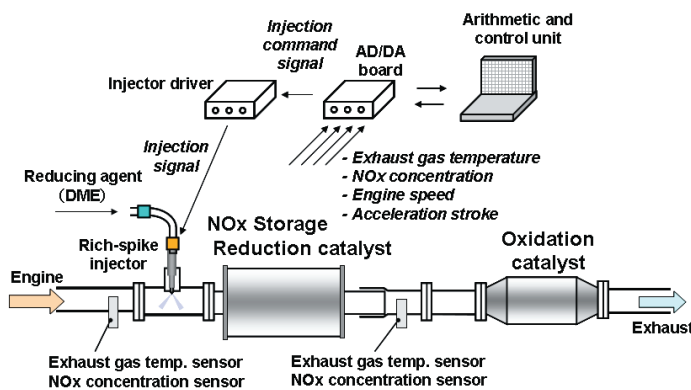 Injection
command
signal
AD/DA
board
Arithmetic and
control unit
Injector driver
Injection
signal
- Exhaust gas temperature
- NOx concentration
- Engine speed
- Acceleration stroke
Reducing agent
(DME)
Rich-spike
injector
NOx Storage
Reduction catalyst
Oxidation
catalyst
Engine
Exhaust
Exhaust gas temp. sensor
NOx concentration sensor
Exhaust gas temp. sensor
NOx concentration sensor